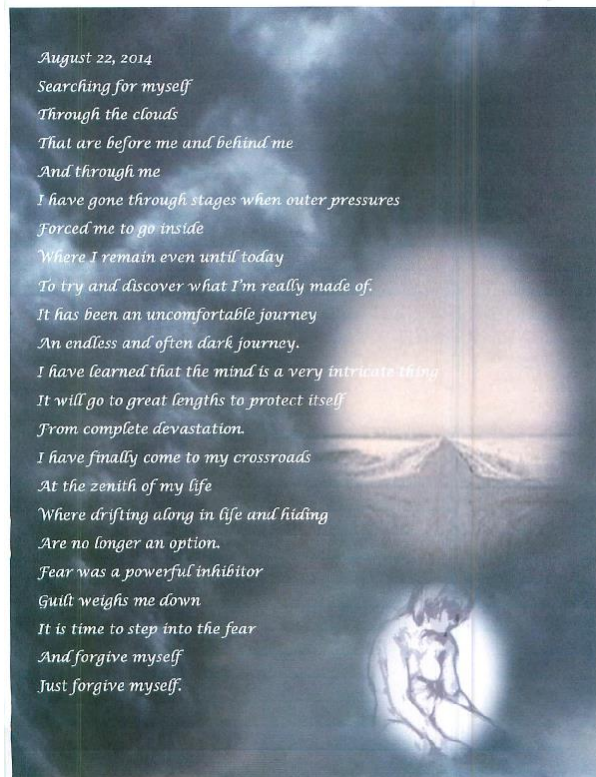 August 22, 2014
Searching for myself
Through the clouds
That are before me and behind me
And through me
I have gone through stages when outer pressures
Forced me to go inside
Where I remain even until today
To try and discover what I'm really made of.
It has been an uncomfortable journey
An endless and often dark journey.
I have learned that the mind is a very intricate thing
It will go to great lengths to protect itself
From complete devastation.
I have finally come to my crossroads
At the zenith of my life
Where drifting along in life and hiding
Are no longer an option.
Fear was a powerful inhibitor
Guilt weighs me down
It is time to step into the fear
And forgive myself
Just forgive myself.